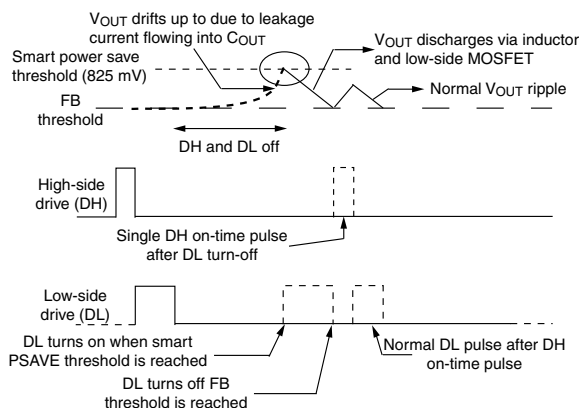 VOUT drifts up to due to leakage
current flowing into COUT
Smart power save
threshold (825 mV)
VOUT discharges via inductor
and low-side MOSFET
FB
threshold
Normal VOUT ripple
DH and DL off
High-side
drive (DH)
Single DH on-time pulse
after DL turn-off
Low-side
drive (DL)
DL turns on when smart
PSAVE threshold is reached
Normal DL pulse after DH
on-time pulse
DL turns off FB
threshold is reached